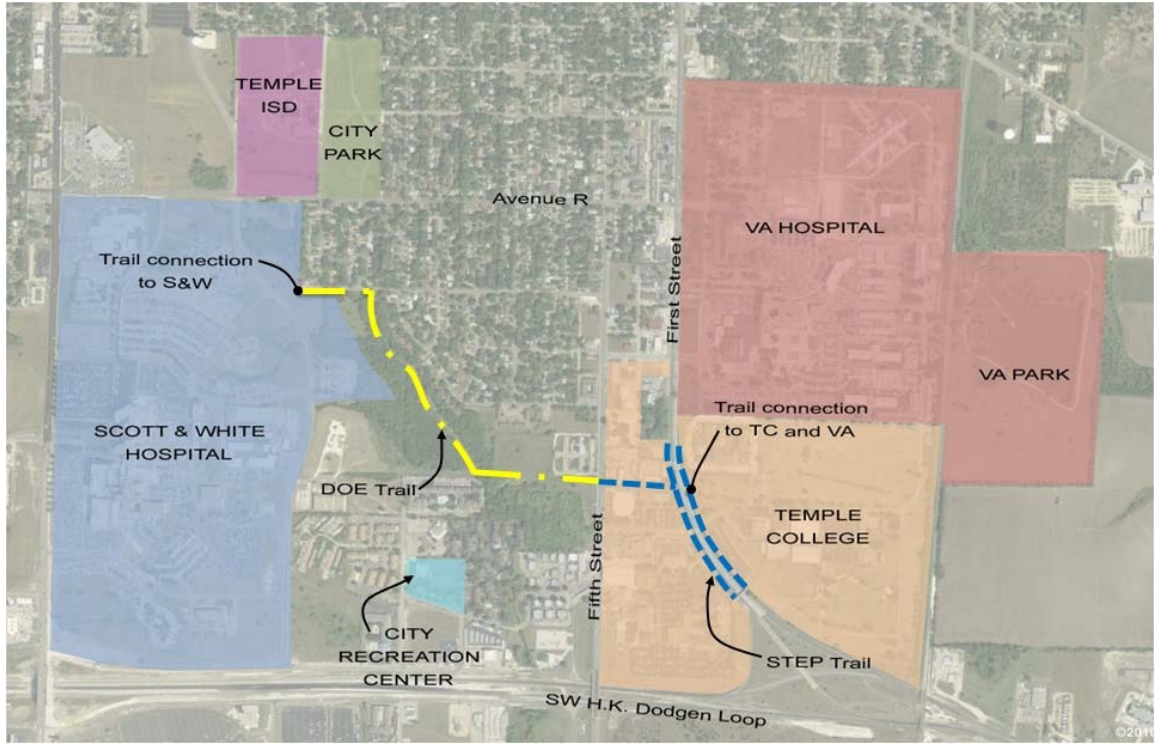 TEMPLE
ISD
CITY
PARK
Avenue R
VA HOSPITAL
Trail connection
to S&W
First Street
VA PARK
Trail connection
to TC and VA
SCOTT & WHITE
HOSPITAL
DOE Trail
TEMPLE
COLLEGE
Fifth Street
CITY
RECREATION
CENTER
STEP Trail
SW H.K. Dodgen Loop